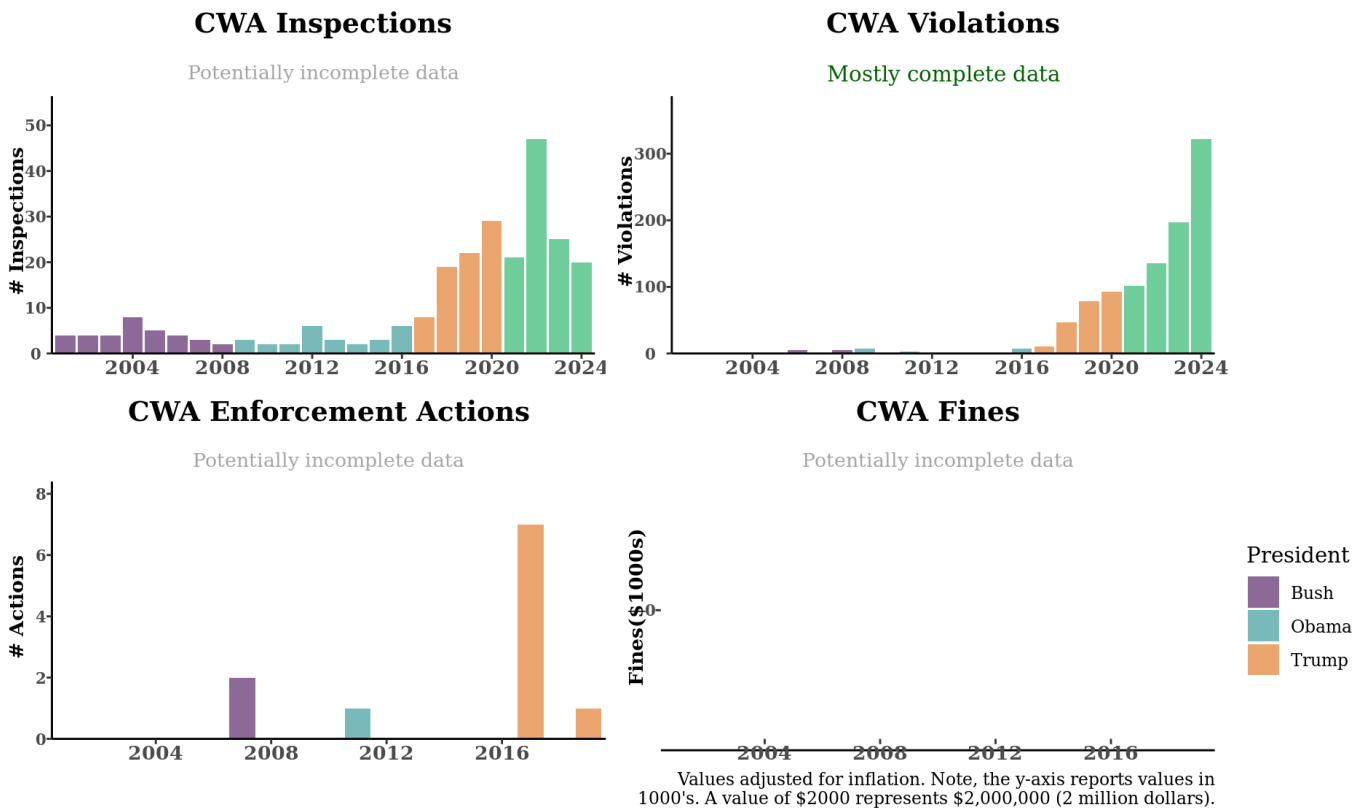 CWA Inspections
Potentially incomplete data
# Inspections
50
40
30
20
10
0
2004 2008 2012 2016 2020 2024
CWA Violations
Mostly complete data
# Violations
300
200
100
0
2004 2008 2012 2016 2020 2024
CWA Enforcement Actions
Potentially incomplete data
# Actions
8
6
4
2
0
2004 2008 2012 2016
CWA Fines
Potentially incomplete data
Fines($1000s)
0
2004 2008 2012 2016
Values adjusted for inflation. Note, the y-axis reports values in
1000's. A value of $2000 represents $2,000,000 (2 million dollars).
President
Bush
Obama
Trump